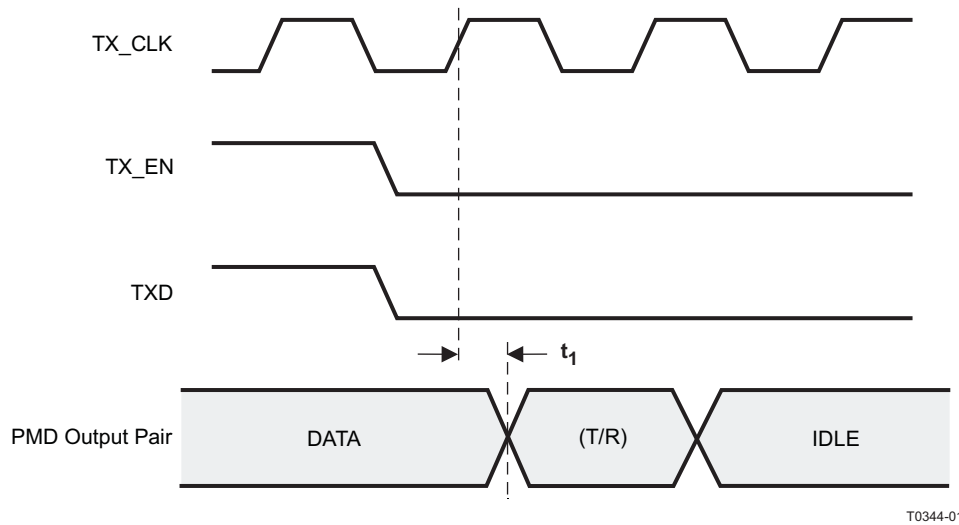 TX_CLK
TX_EN
TXD
t1
PMD Output Pair
DATA
(T/R)
IDLE
T0344-01